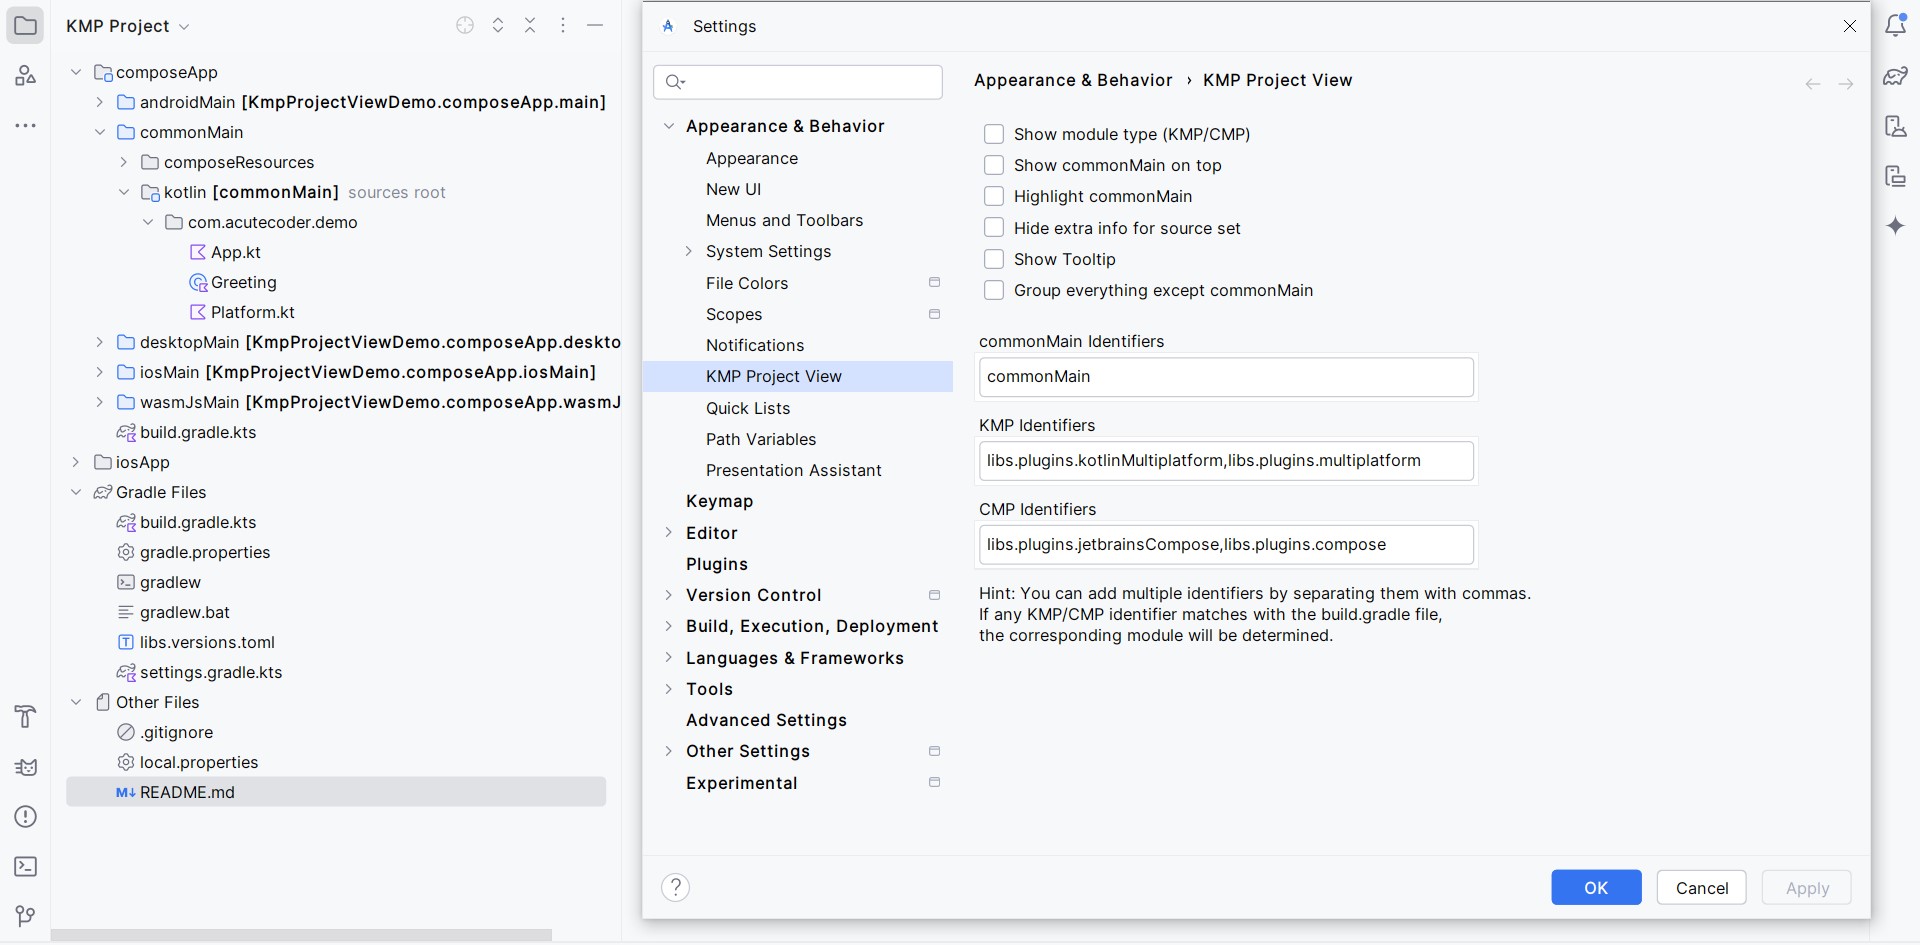 KMP Project
composeApp
androidMain [KmpProjectViewDemo.composeApp.main]
commonMain
composeResources
kotlin [commonMain] sources root
com.acutecoder.demo
App.kt
Greeting
Platform.kt
desktopMain [KmpProjectViewDemo.composeApp.deskto
iosMain [KmpProjectViewDemo.composeApp.iosMain]
wasmJsMain [KmpProjectViewDemo.composeApp.wasmJ
build.gradle.kts
iosApp
Gradle Files
build.gradle.kts
gradle.properties
gradlew
gradlew.bat
libs.versions.toml
settings.gradle.kts
Other Files
.gitignore
local.properties
M↓ README.md
Settings
Appearance & Behavior
Appearance
New UI
Menus and Toolbars
System Settings
File Colors
Scopes
Notifications
KMP Project View
Quick Lists
Path Variables
Presentation Assistant
Keymap
Editor
Plugins
Version Control
Build, Execution, Deployment
Languages & Frameworks
Tools
Advanced Settings
Other Settings
Experimental
Appearance & Behavior › KMP Project View
Show module type (KMP/CMP)
Show commonMain on top
Highlight commonMain
Hide extra info for source set
Show Tooltip
Group everything except commonMain
commonMain Identifiers
commonMain
KMP Identifiers
libs.plugins.kotlinMultiplatform,libs.plugins.multiplatform
CMP Identifiers
libs.plugins.jetbrainsCompose,libs.plugins.compose
Hint: You can add multiple identifiers by separating them with commas.
If any KMP/CMP identifier matches with the build.gradle file,
the corresponding module will be determined.
?
OK
Cancel
Apply